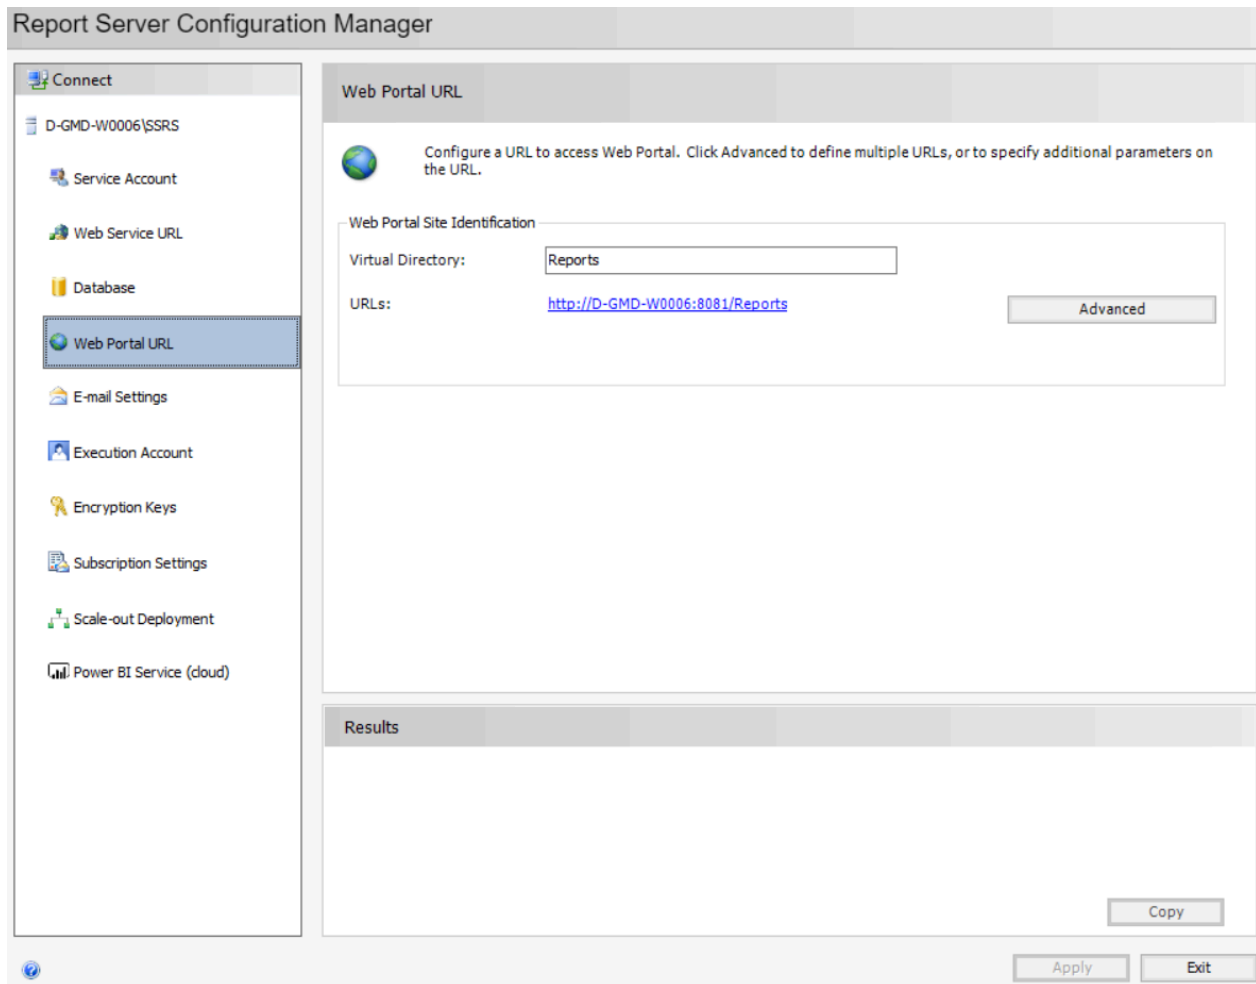 Report Server Configuration Manager
Connect
D-GMD-W0006\SSRS
Service Account
Web Service URL
Database
Web Portal URL
E-mail Settings
Execution Account
Encryption Keys
Subscription Settings
Scale-out Deployment
Power BI Service (cloud)
Web Portal URL
Configure a URL to access Web Portal. Click Advanced to define multiple URLs, or to specify additional parameters on
the URL.
Web Portal Site Identification
Virtual Directory: Reports
URLs: http://D-GMD-W0006:8081/Reports Advanced
Results
Copy
Apply Exit